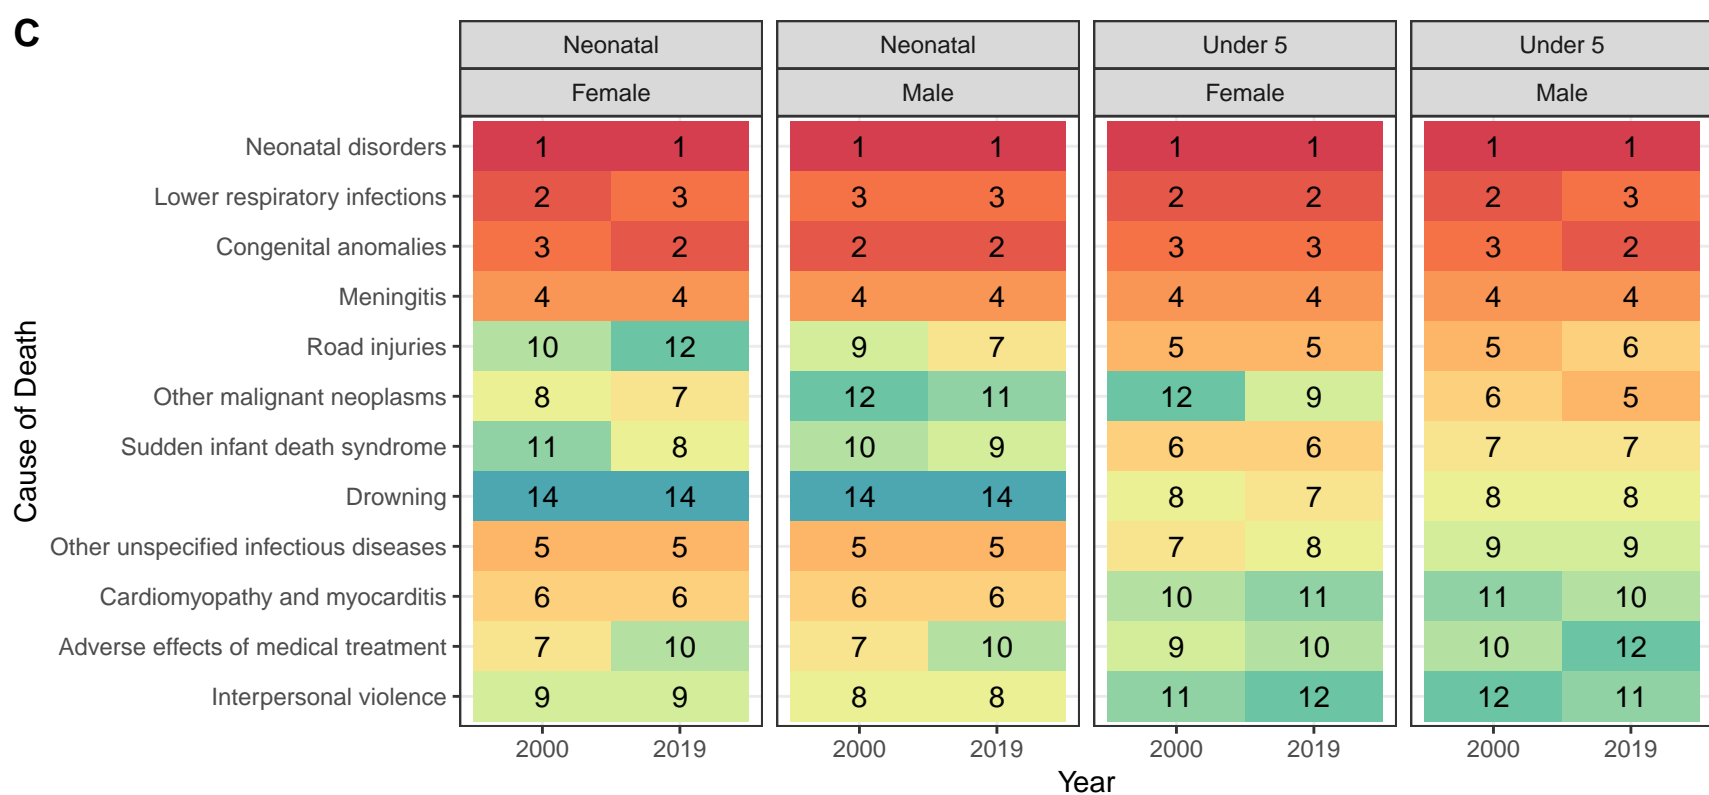 C
Neonatal Neonatal Under 5 Under 5
Female Male Female Male
Neonatal disorders 1 1 1 1 1 1 1 1
Lower respiratory infections 2 3 3 3 2 2 2 3
Congenital anomalies 3 2 2 2 3 3 3 2
Meningitis 4 4 4 4 4 4 4 4
Road injuries 10 12 9 7 5 5 5 6
Other malignant neoplasms 8 7 12 11 12 9 6 5
Sudden infant death syndrome 11 8 10 9 6 6 7 7
Drowning 14 14 14 14 8 7 8 8
Other unspecified infectious diseases 5 5 5 5 7 8 9 9
Cardiomyopathy and myocarditis 6 6 6 6 10 11 11 10
Adverse effects of medical treatment 7 10 7 10 9 10 10 12
Interpersonal violence 9 9 8 8 11 12 12 11
2000 2019 2000 2019 2000 2019 2000 2019
Year
Cause of Death